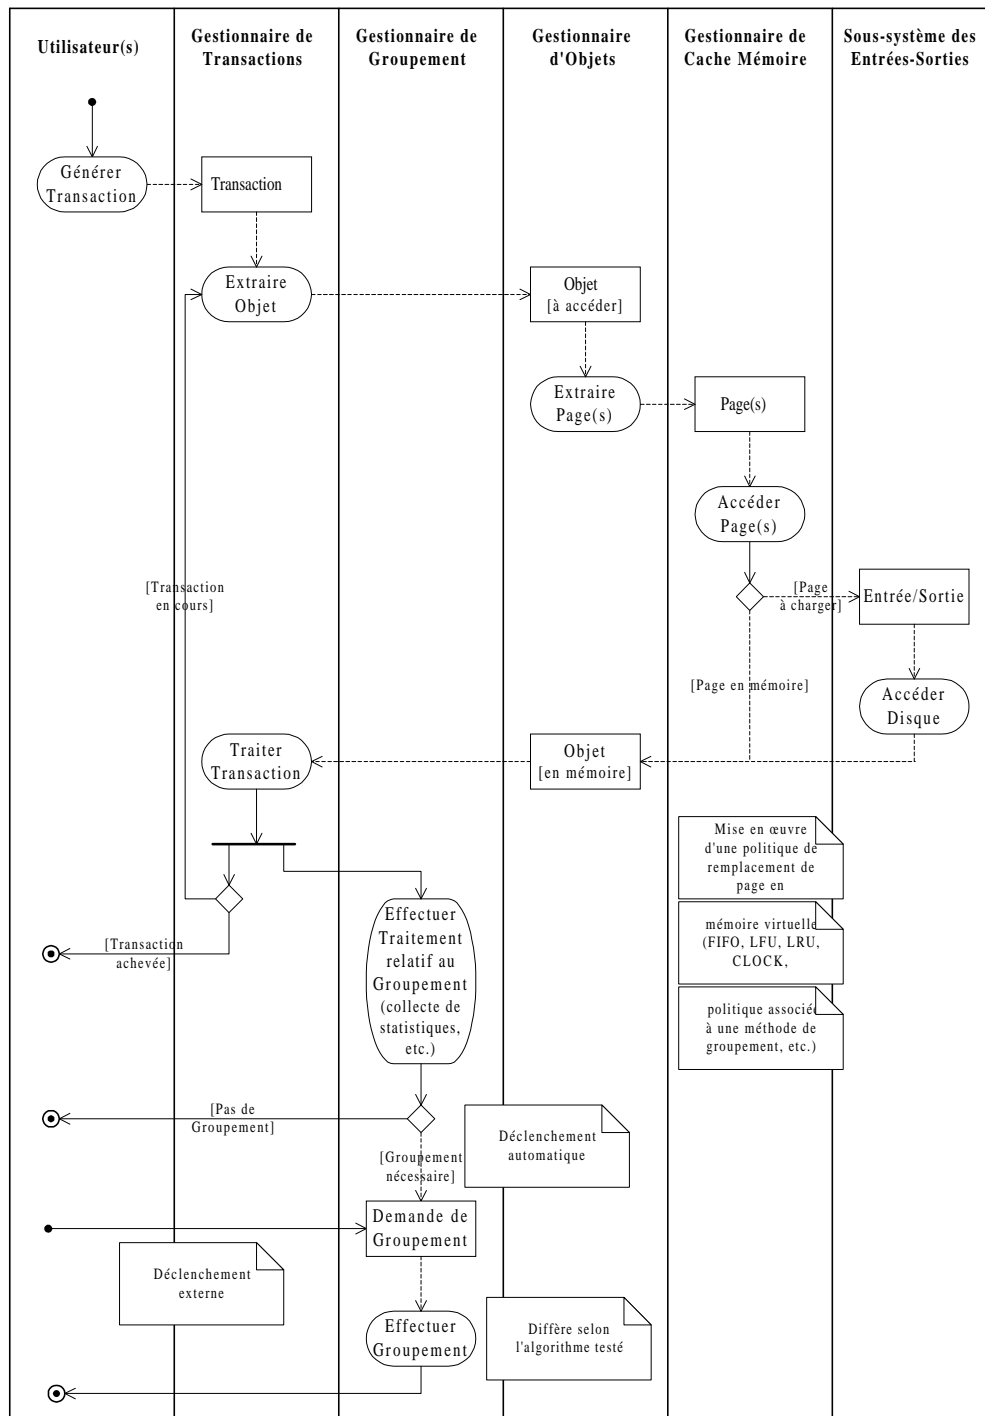 Utilisateur(s)
Gestionnaire de
Transactions
Gestionnaire de
Groupement
Gestionnaire
d'Objets
Gestionnaire de
Cache Mémoire
Sous-système des
Entrées-Sorties
Générer
Transaction
Transaction
Extraire
Objet
Objet
[à accéder]
Extraire
Page(s)
Page(s)
Accéder
Page(s)
[Transaction
en cours]
[Page
à charger]
Entrée/Sortie
[Page en mémoire]
Accéder
Disque
Traiter
Transaction
Objet
[en mémoire]
Mise en œuvre
d'une politique de
remplacement de
page en
mémoire virtuelle
(FIFO, LFU, LRU,
CLOCK,
politique associée
à une méthode de
groupement, etc.)
Effectuer
Traitement
relatif au
Groupement
(collecte de
statistiques,
etc.)
[Transaction
achevée]
[Pas de
Groupement]
Déclenchement
automatique
[Groupement
nécessaire]
Demande de
Groupement
Déclenchement
externe
Effectuer
Groupement
Diffère selon
l'algorithme testé